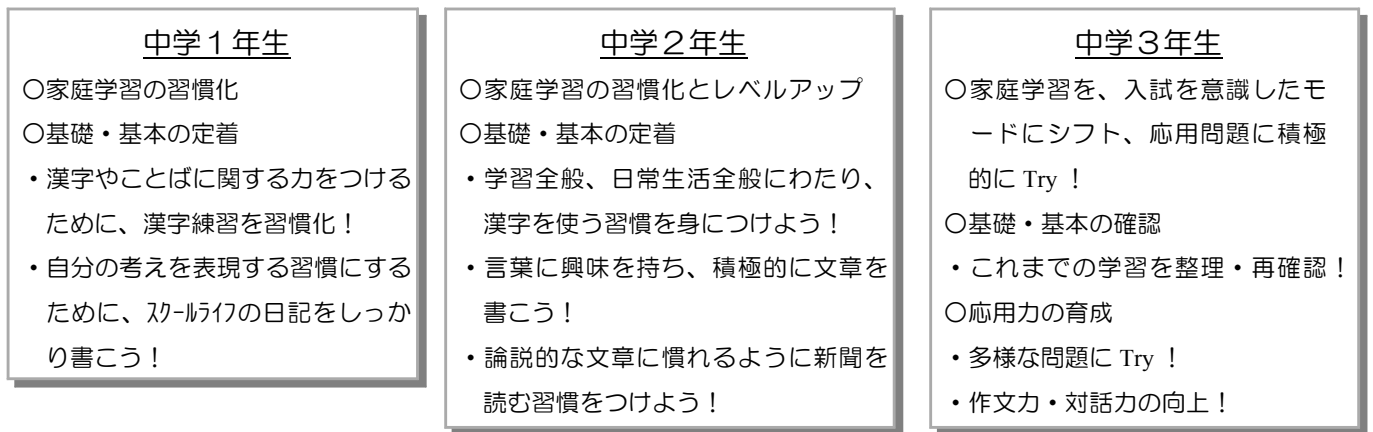 中学１年生
○家庭学習の習慣化
○基礎・基本の定着
・漢字やことばに関する力をつける
ために、漢字練習を習慣化！
・自分の考えを表現する習慣にする
ために、ｽｸｰﾙﾗｲﾌの日記をしっか
り書こう！
中学２年生
○家庭学習の習慣化とレベルアップ
○基礎・基本の定着
・学習全般、日常生活全般にわたり、
漢字を使う習慣を身につけよう！
・言葉に興味を持ち、積極的に文章を
書こう！
・論説的な文章に慣れるように新聞を
読む習慣をつけよう！
中学３年生
○家庭学習を、入試を意識したモ
ードにシフト、応用問題に積極
的に Try ！
○基礎・基本の確認
・これまでの学習を整理・再確認！
○応用力の育成
・多様な問題に Try ！
・作文力・対話力の向上！